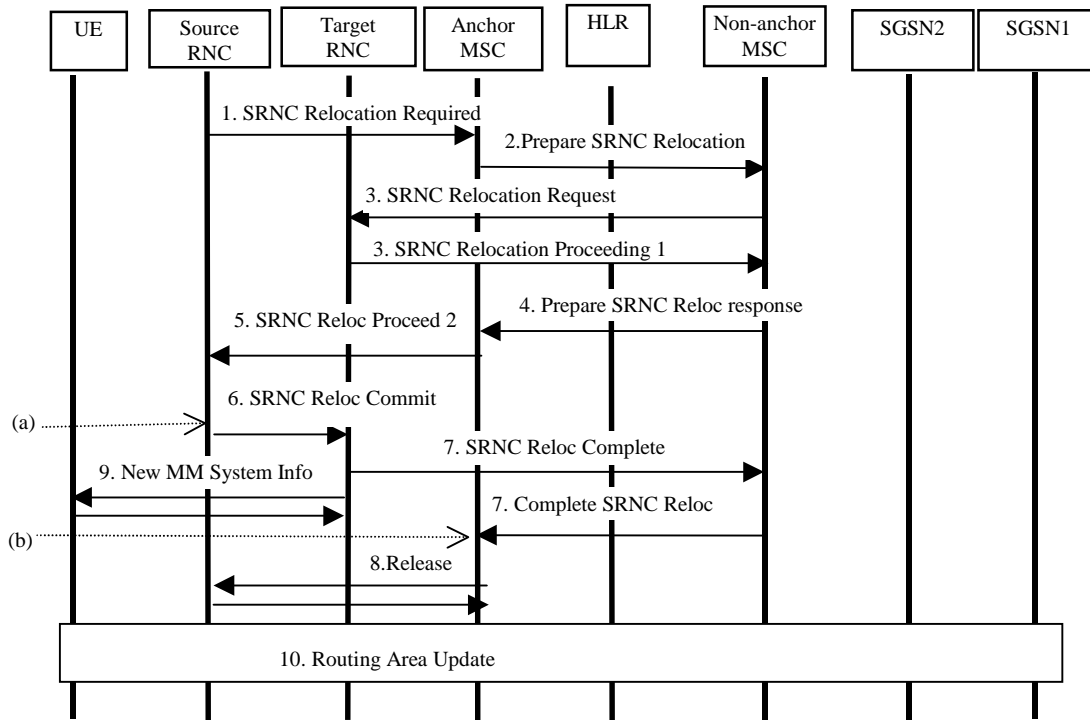 UE
Source
RNC
Target
RNC
Anchor
MSC
HLR
Non-anchor
MSC
SGSN2
SGSN1
1. SRNC Relocation Required
2.Prepare SRNC Relocation
3. SRNC Relocation Request
3. SRNC Relocation Proceeding 1
4. Prepare SRNC Reloc response
5. SRNC Reloc Proceed 2
6. SRNC Reloc Commit
(a)
7. SRNC Reloc Complete
9. New MM System Info
7. Complete SRNC Reloc
(b)
8.Release
10. Routing Area Update